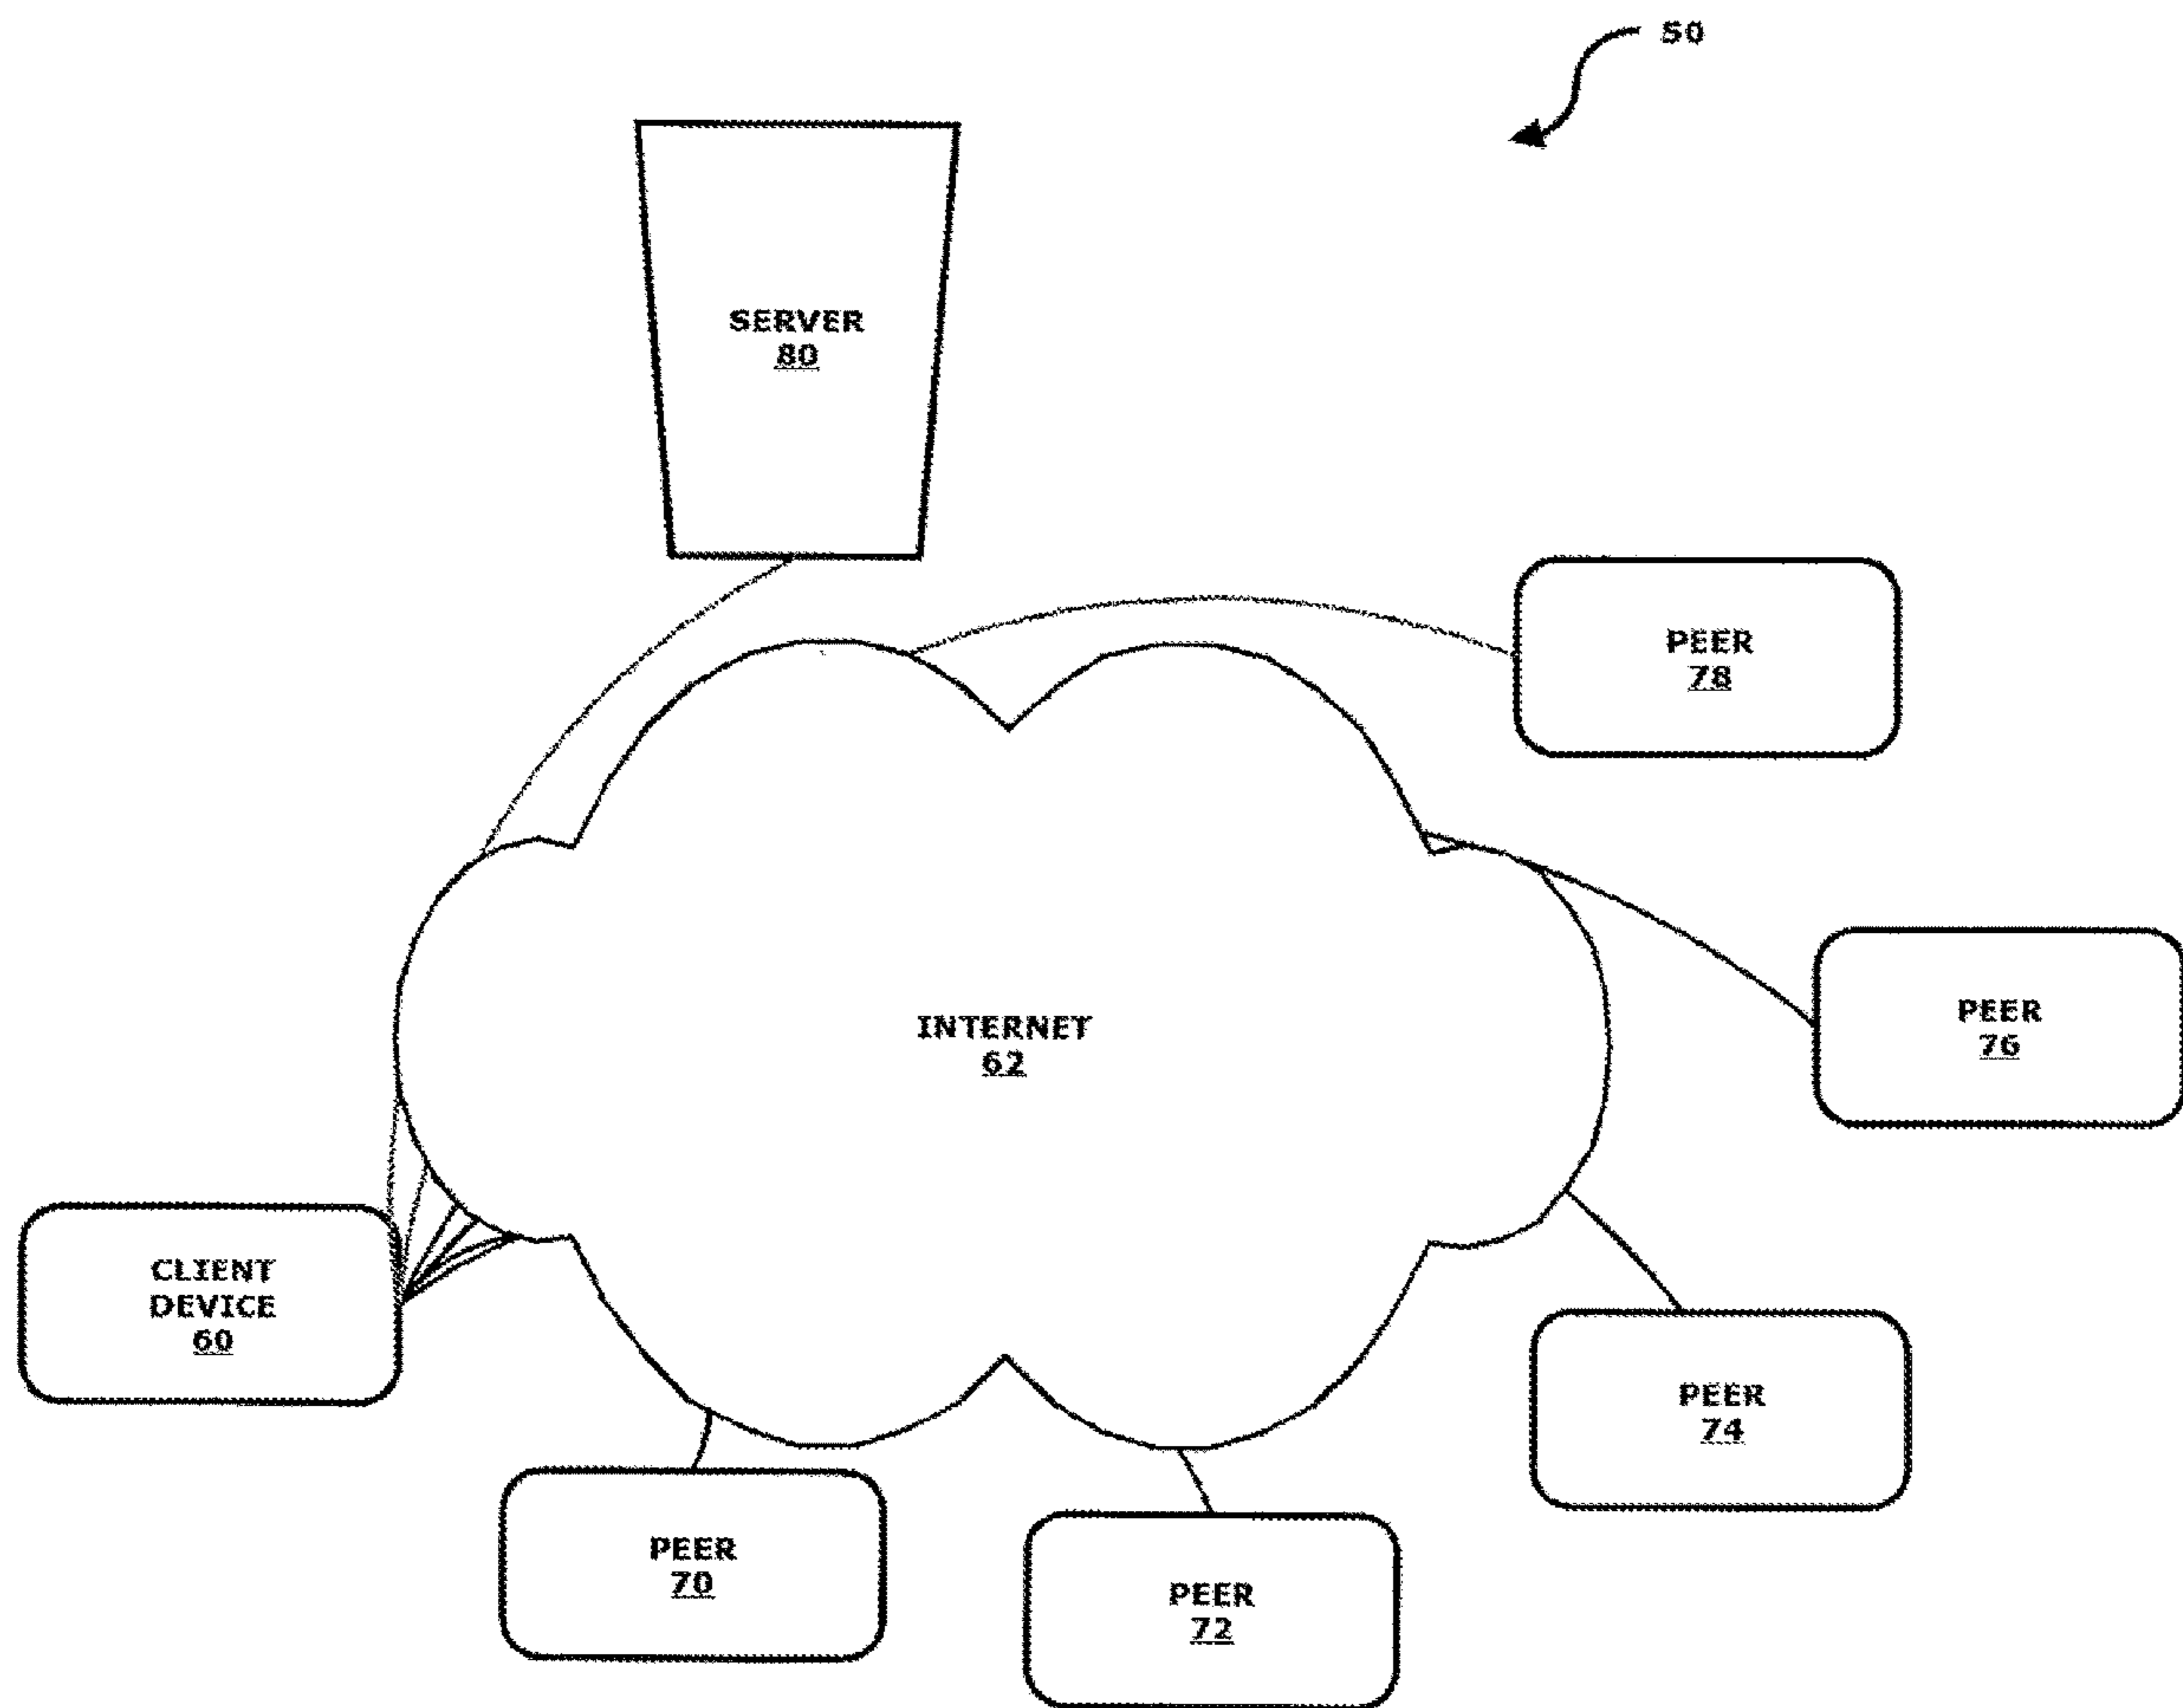 50
SERVER
80
PEER
78
PEER
76
INTERNET
62
CLIENT
DEVICE
60
PEER
74
PEER
70
PEER
72